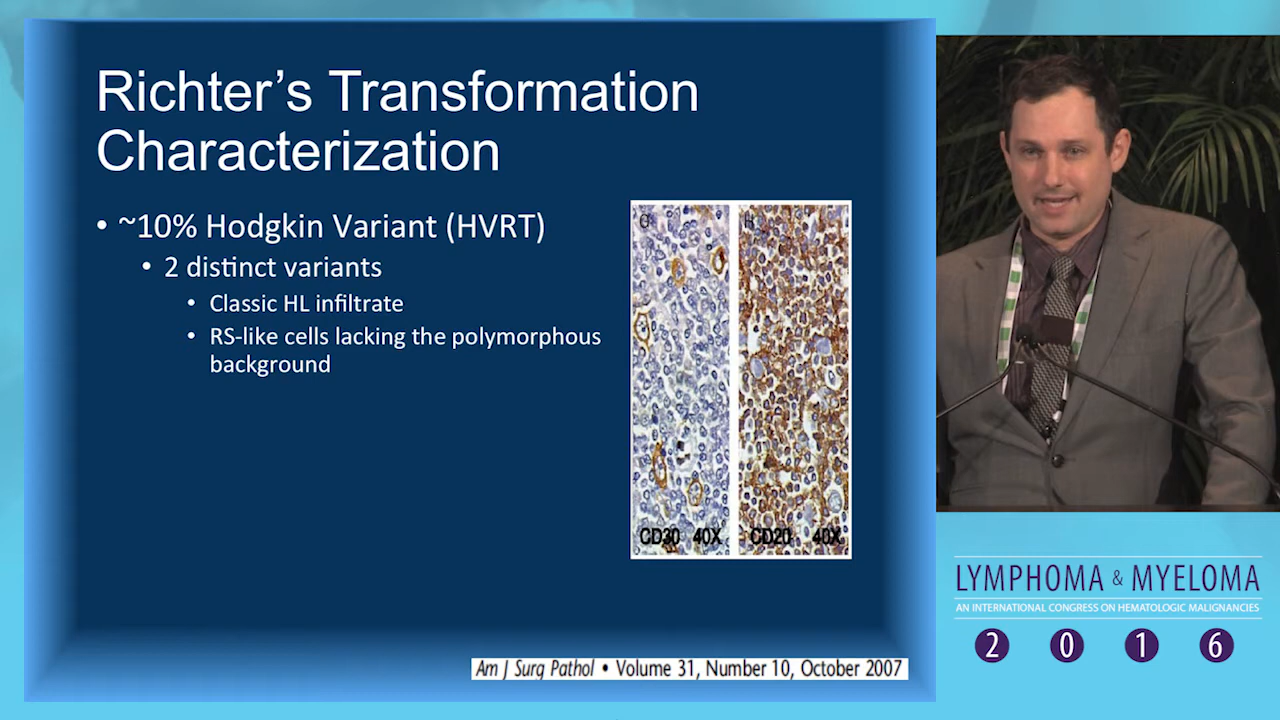 Richter's Transformation
Characterization
• ~10% Hodgkin Variant (HVRT)
• 2 distinct variants
• Classic HL infiltrate
• RS-like cells lacking the polymorphous
background
G H
CD30 40X CD20 40X
Am J Surg Pathol • Volume 31, Number 10, October 2007
LYMPHOMA & MYELOMA
AN INTERNATIONAL CONGRESS ON HEMATOLOGIC MALIGNANCIES
2 0 1 6